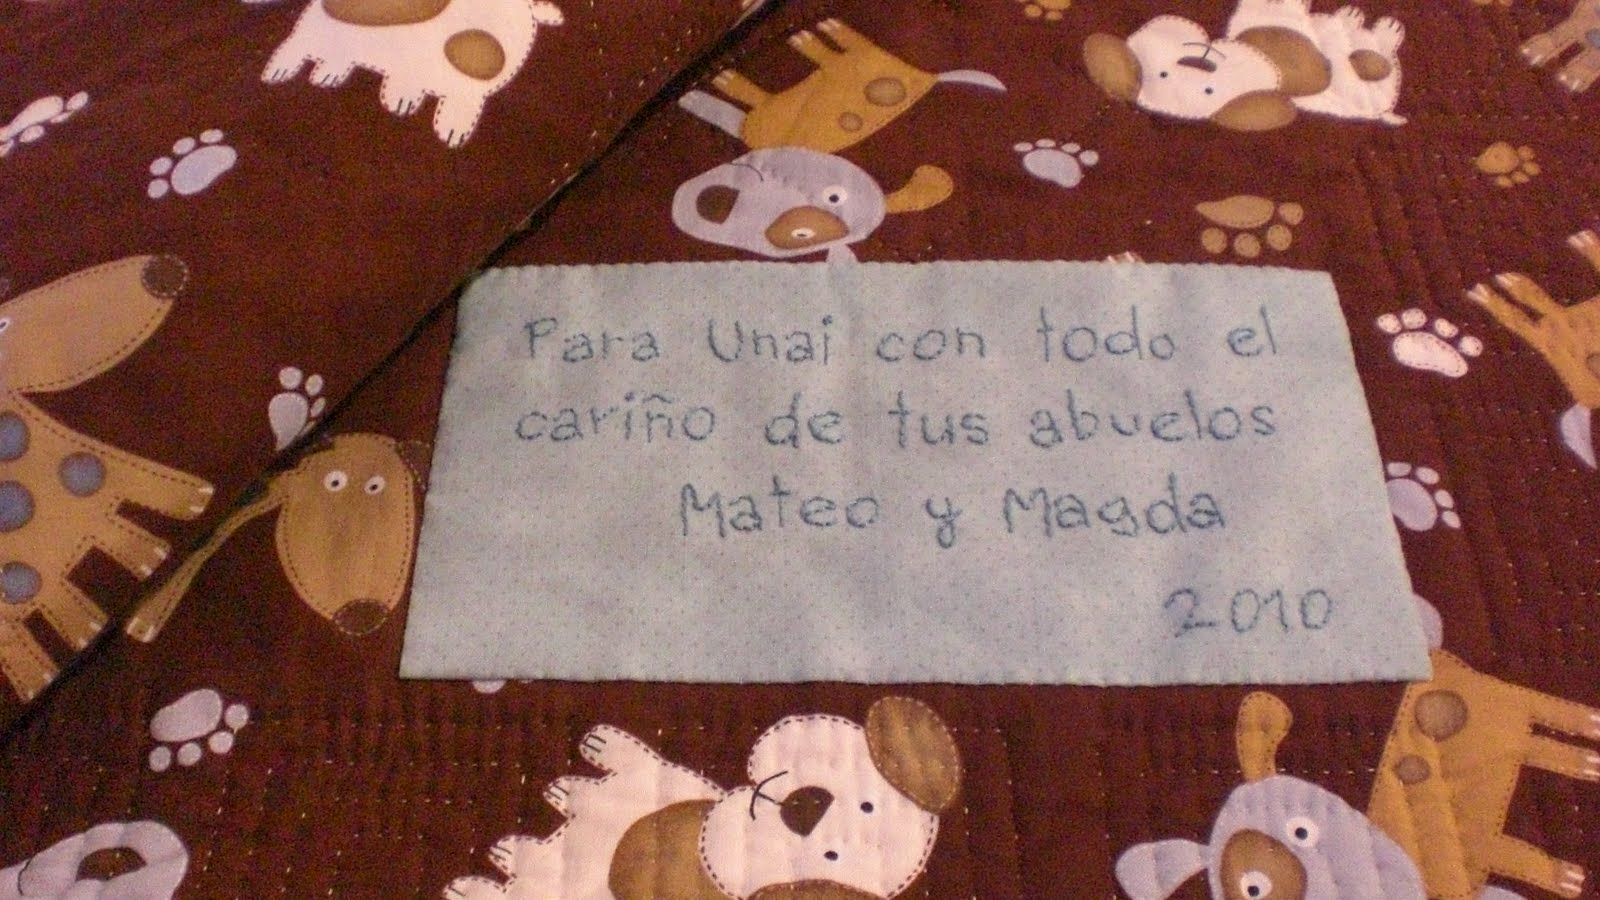 Para Unai con todo el
cariño de tus abuelos
Mateo y Magda
2010